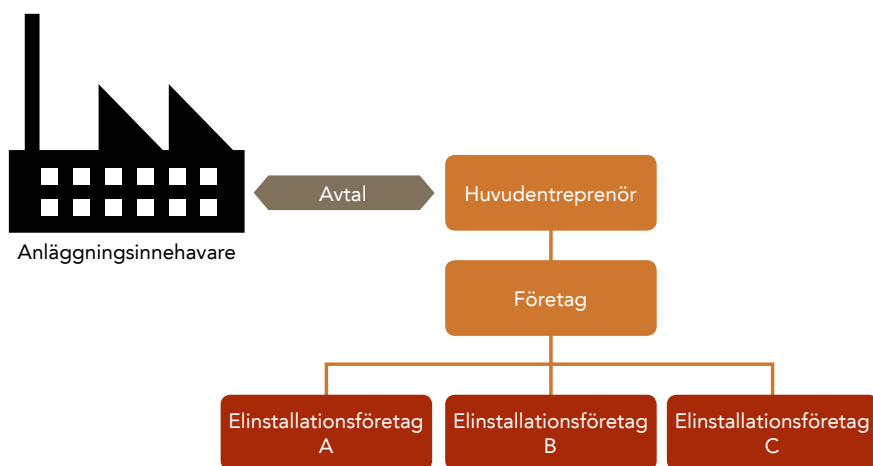 Avtal
Huvudentreprenör
Anläggningsinnehavare
Företag
Elinstallationsföretag
A
Elinstallationsföretag
B
Elinstallationsföretag
C